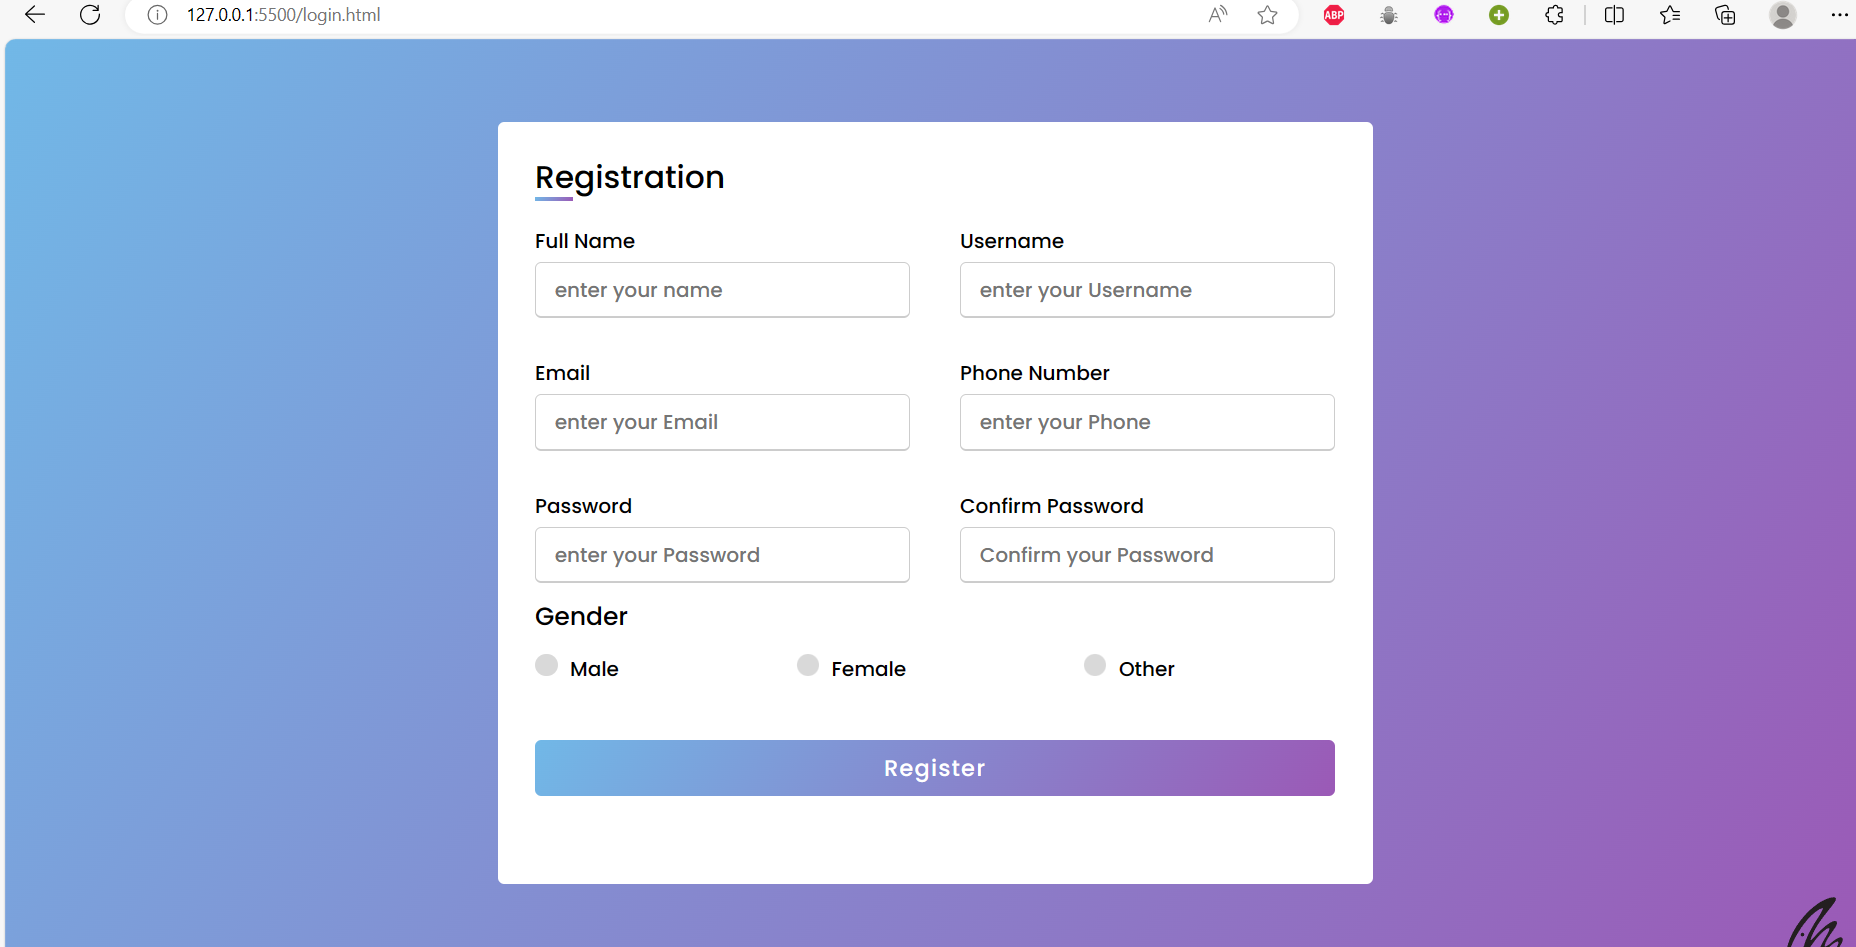 127.0.0.1:5500/login.html
ABP
Registration
Full Name Username
enter your name enter your Username
Email Phone Number
enter your Email enter your Phone
Password Confirm Password
enter your Password Confirm your Password
Gender
Male Female Other
Register